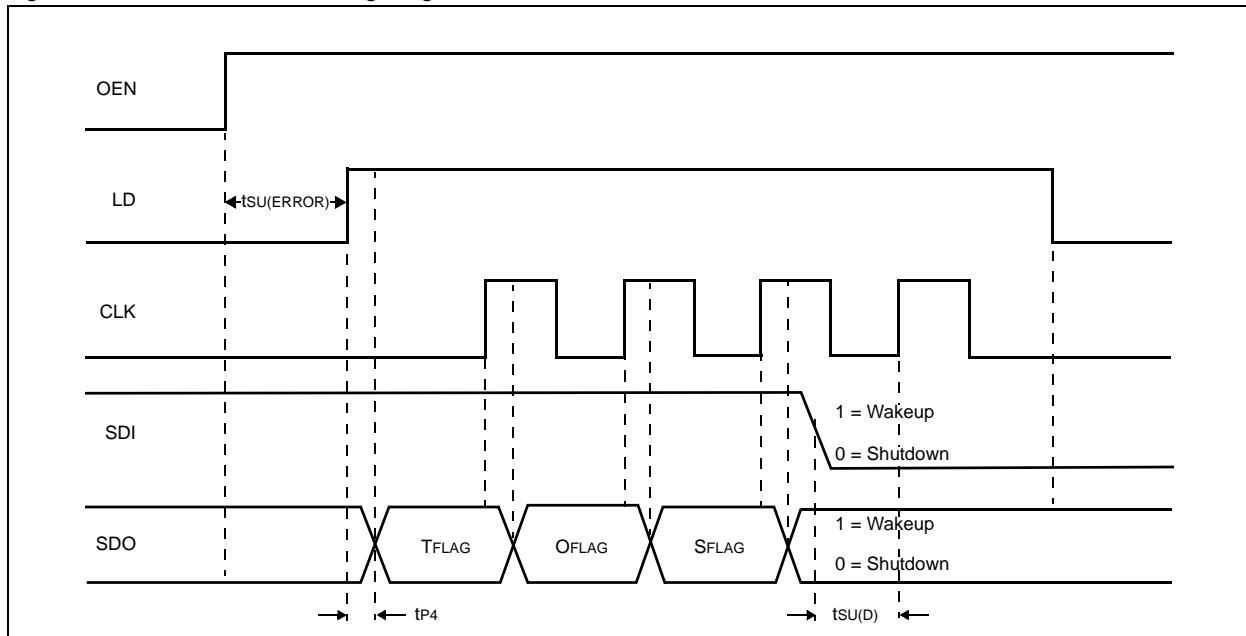 OEN
LD
tSU(ERROR)
CLK
SDI
1 = Wakeup
0 = Shutdown
SDO
TFLAG
OFLAG
SFLAG
1 = Wakeup
0 = Shutdown
tP4
tSU(D)